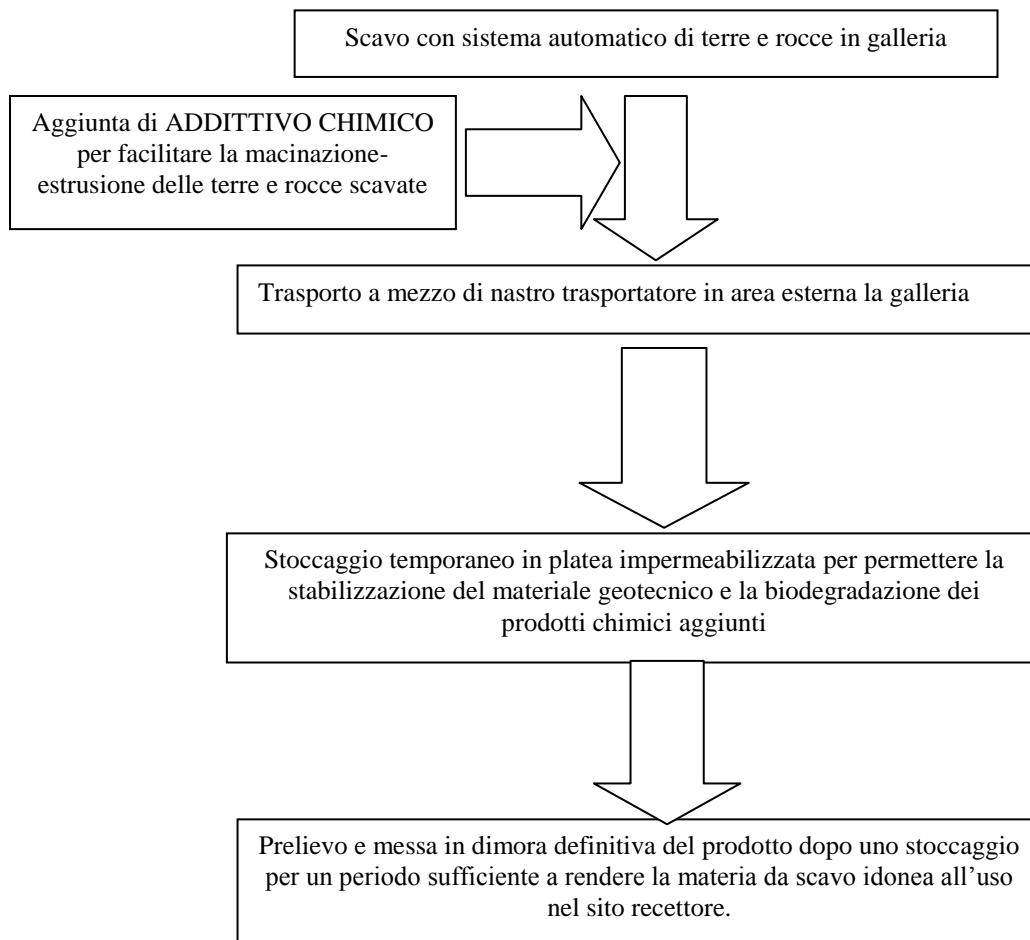 Scavo con sistema automatico di terre e rocce in galleria
Aggiunta di ADDITTIVO CHIMICO
per facilitare la macinazione-
estrusione delle terre e rocce scavate
Trasporto a mezzo di nastro trasportatore in area esterna la galleria
Stoccaggio temporaneo in platea impermeabilizzata per permettere la
stabilizzazione del materiale geotecnico e la biodegradazione dei
prodotti chimici aggiunti
Prelievo e messa in dimora definitiva del prodotto dopo uno stoccaggio
per un periodo sufficiente a rendere la materia da scavo idonea all’uso
nel sito recettore.